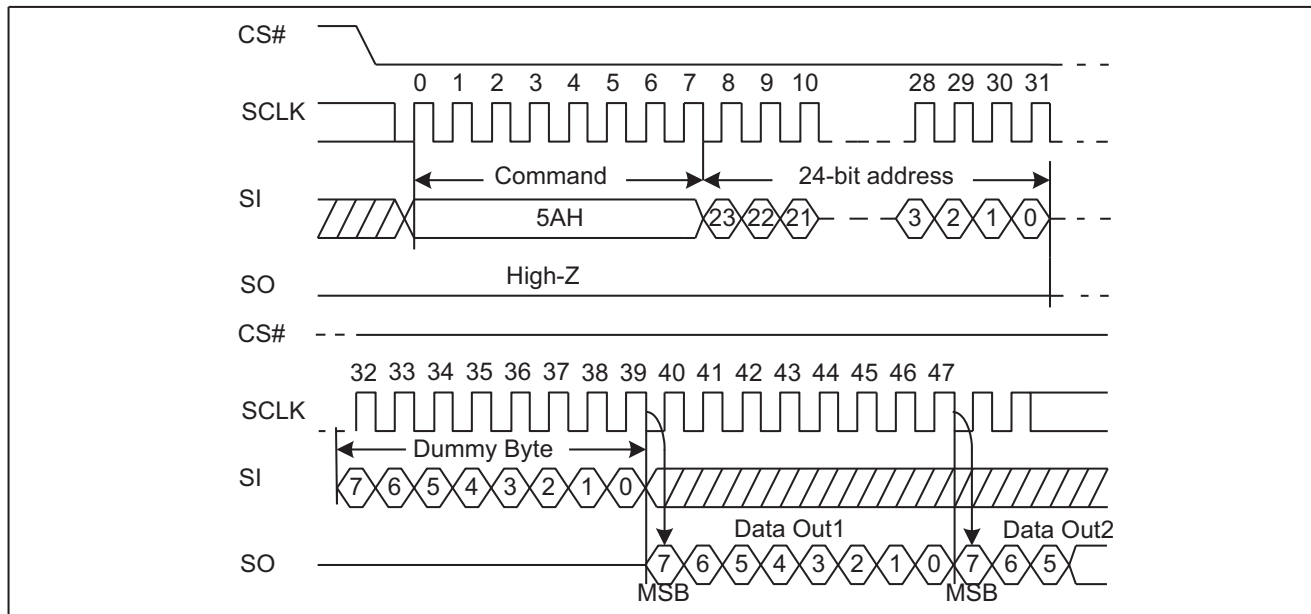 CS#
0 1 2 3 4 5 6 7 8 9 10 28 29 30 31
SCLK
Command 24-bit address
SI
5AH 23 22 21 3 2 1 0
High-Z
SO
CS#
32 33 34 35 36 37 38 39 40 41 42 43 44 45 46 47
SCLK
Dummy Byte
SI
7 6 5 4 3 2 1 0
Data Out1 Data Out2
SO
7 6 5 4 3 2 1 0 7 6 5
MSB MSB